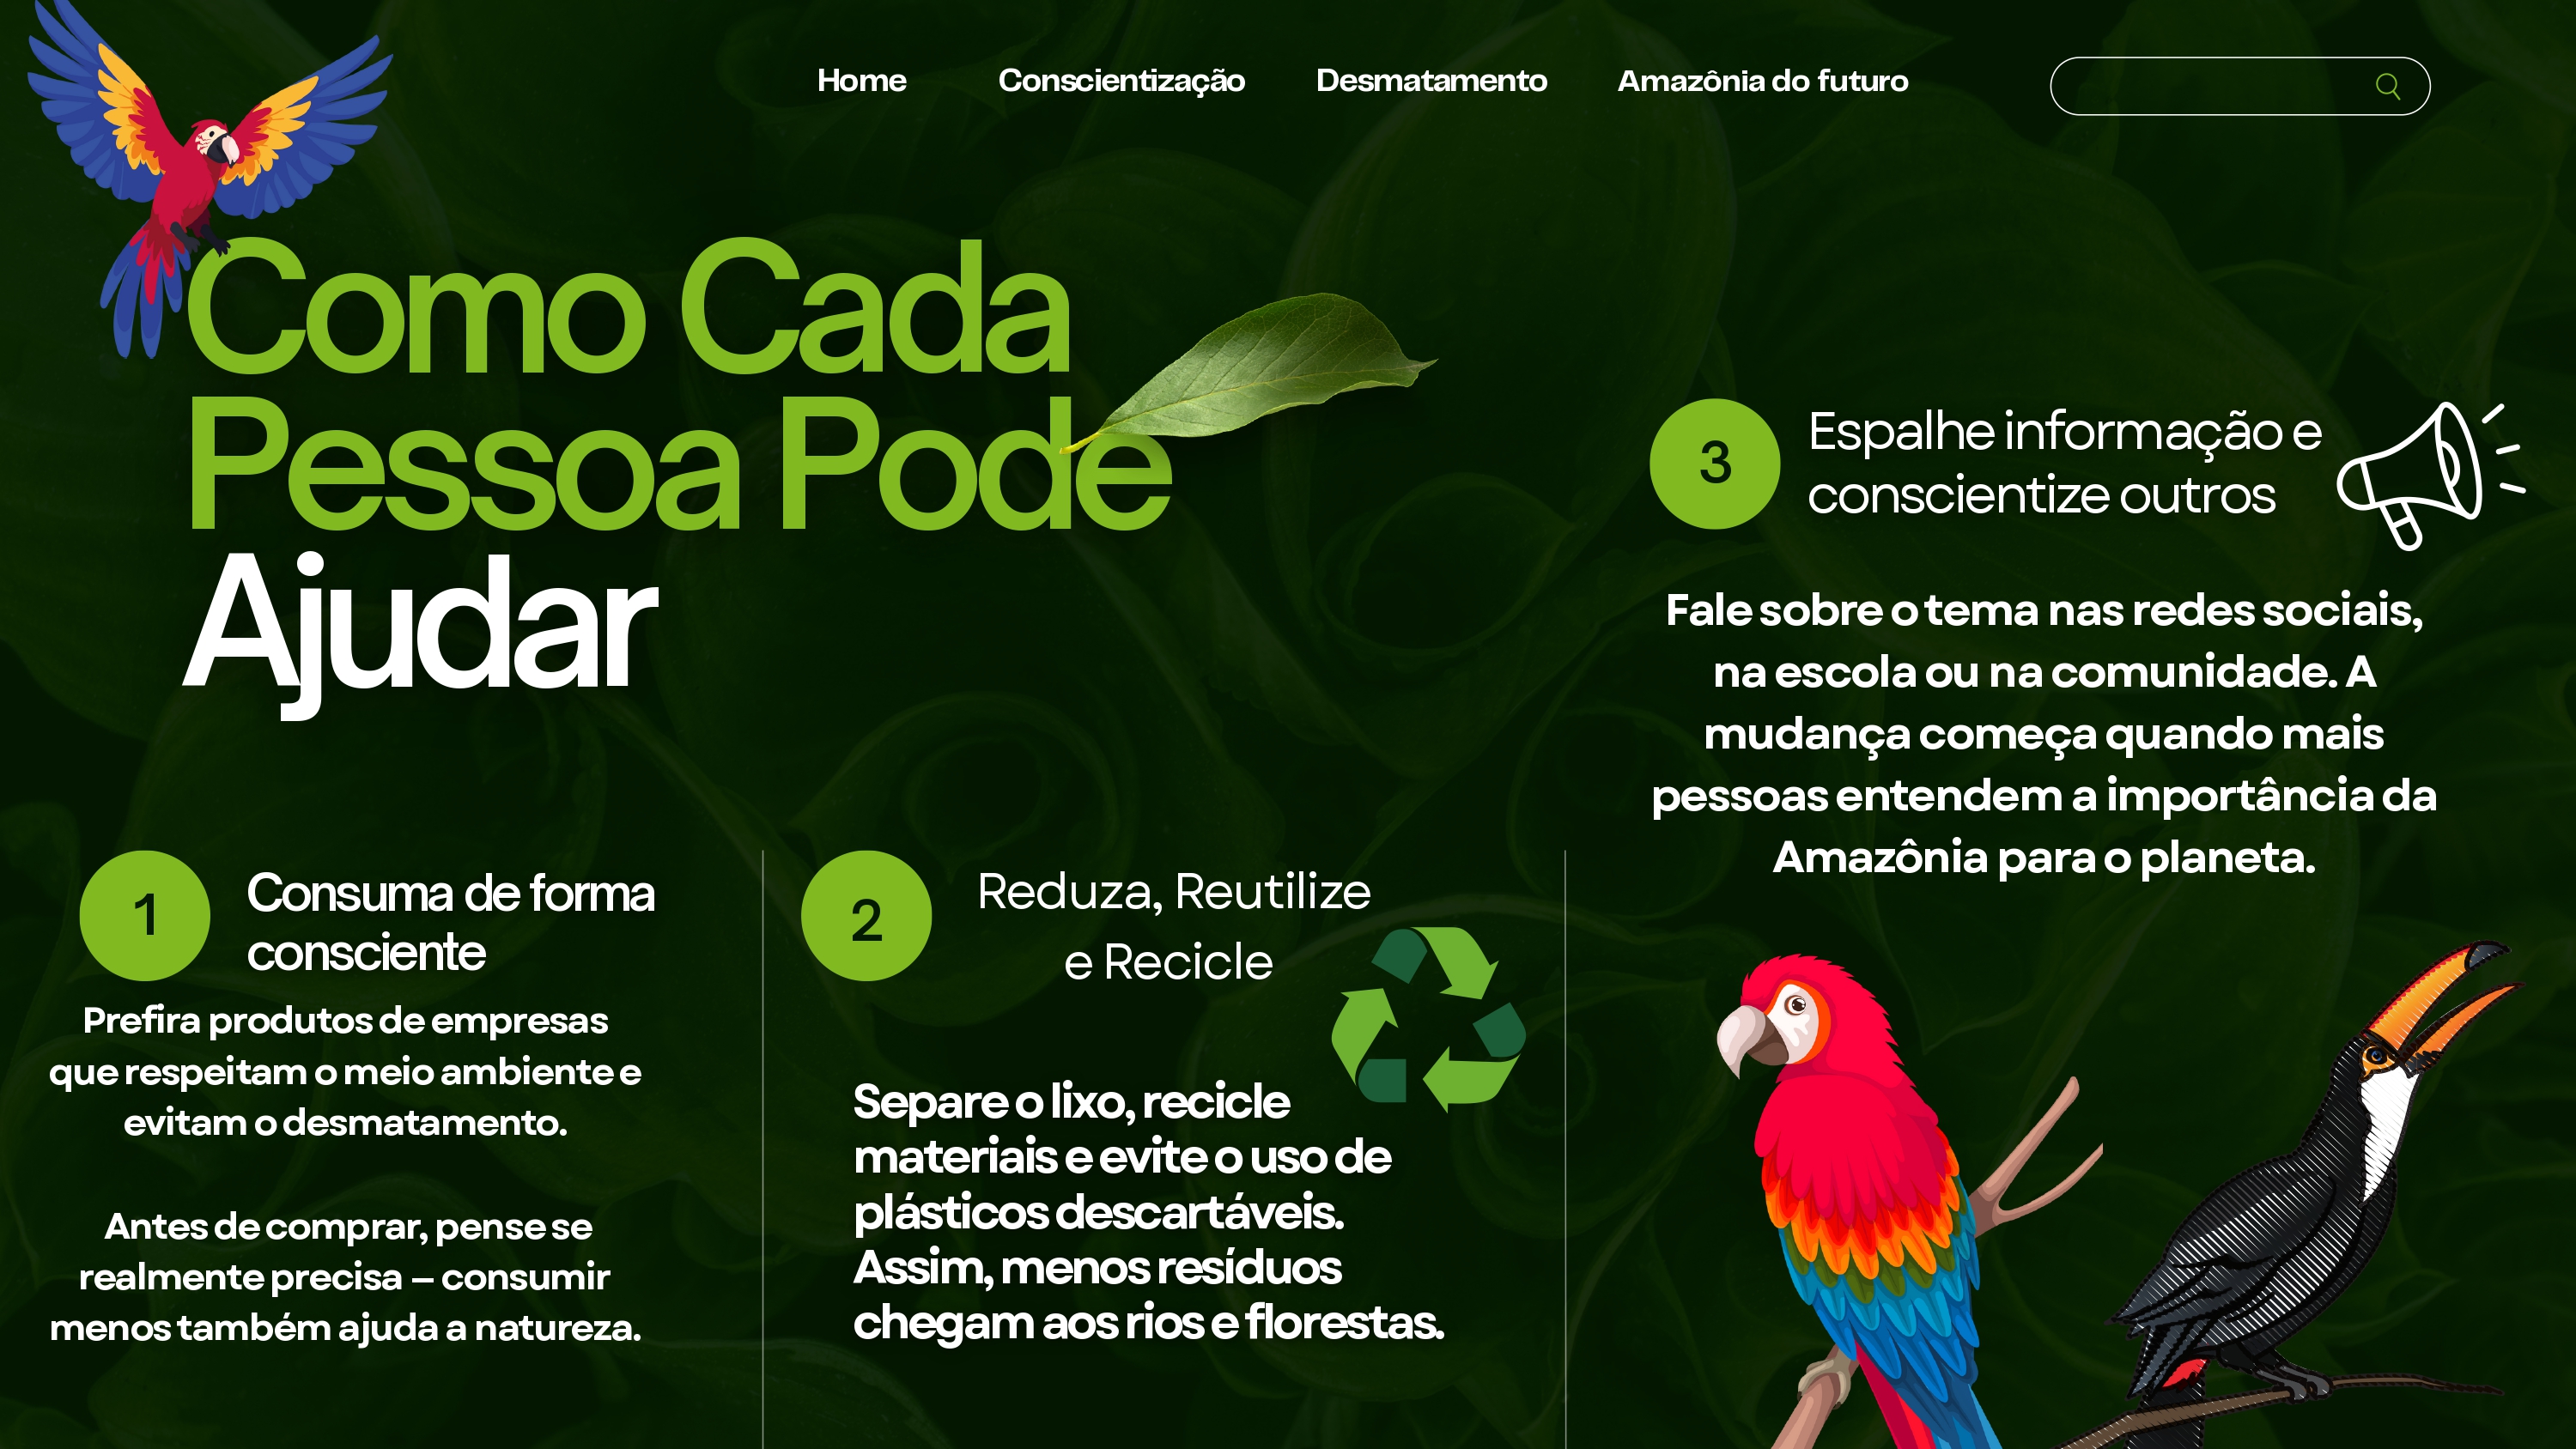 Home Conscientização Desmatamento Amazônia do futuro
Como Cada
Pessoa Pode
Ajudar
1
Consuma de forma
consciente
Prefira produtos de empresas
que respeitam o meio ambiente e
evitam o desmatamento.
Antes de comprar, pense se
realmente precisa – consumir
menos também ajuda a natureza.
2
Reduza, Reutilize
e Recicle
Separe o lixo, recicle
materiais e evite o uso de
plásticos descartáveis.
Assim, menos resíduos
chegam aos rios e florestas.
3
Espalhe informação e
conscientize outros
Fale sobre o tema nas redes sociais,
na escola ou na comunidade. A
mudança começa quando mais
pessoas entendem a importância da
Amazônia para o planeta.